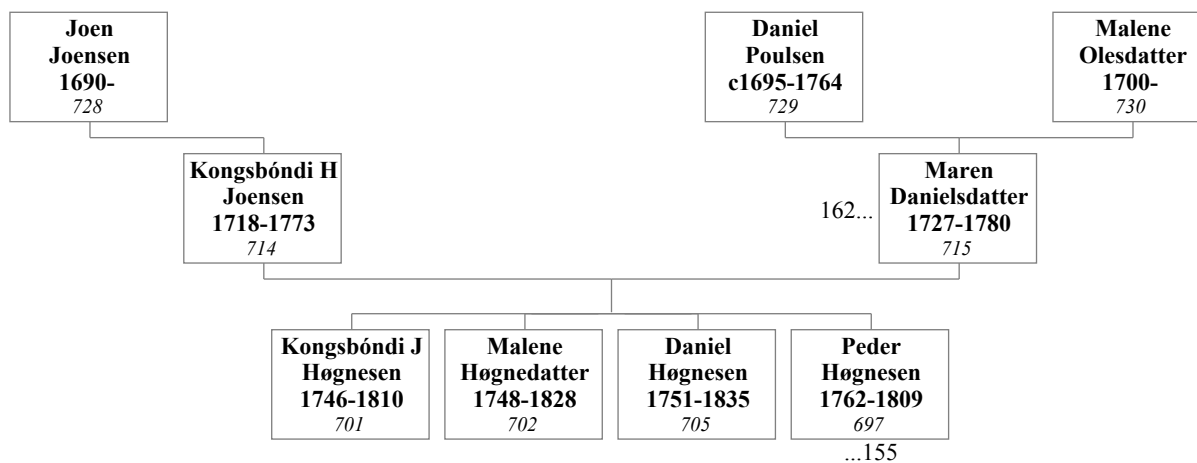 Joen
Joensen
1690-
728
Daniel
Poulsen
c1695-1764
729
Malene
Olesdatter
1700-
730
Kongsbóndi H
Joensen
1718-1773
714
162...
Maren
Danielsdatter
1727-1780
715
Kongsbóndi J
Høgnesen
1746-1810
701
Malene
Høgnedatter
1748-1828
702
Daniel
Høgnesen
1751-1835
705
Peder
Høgnesen
1762-1809
697
...155